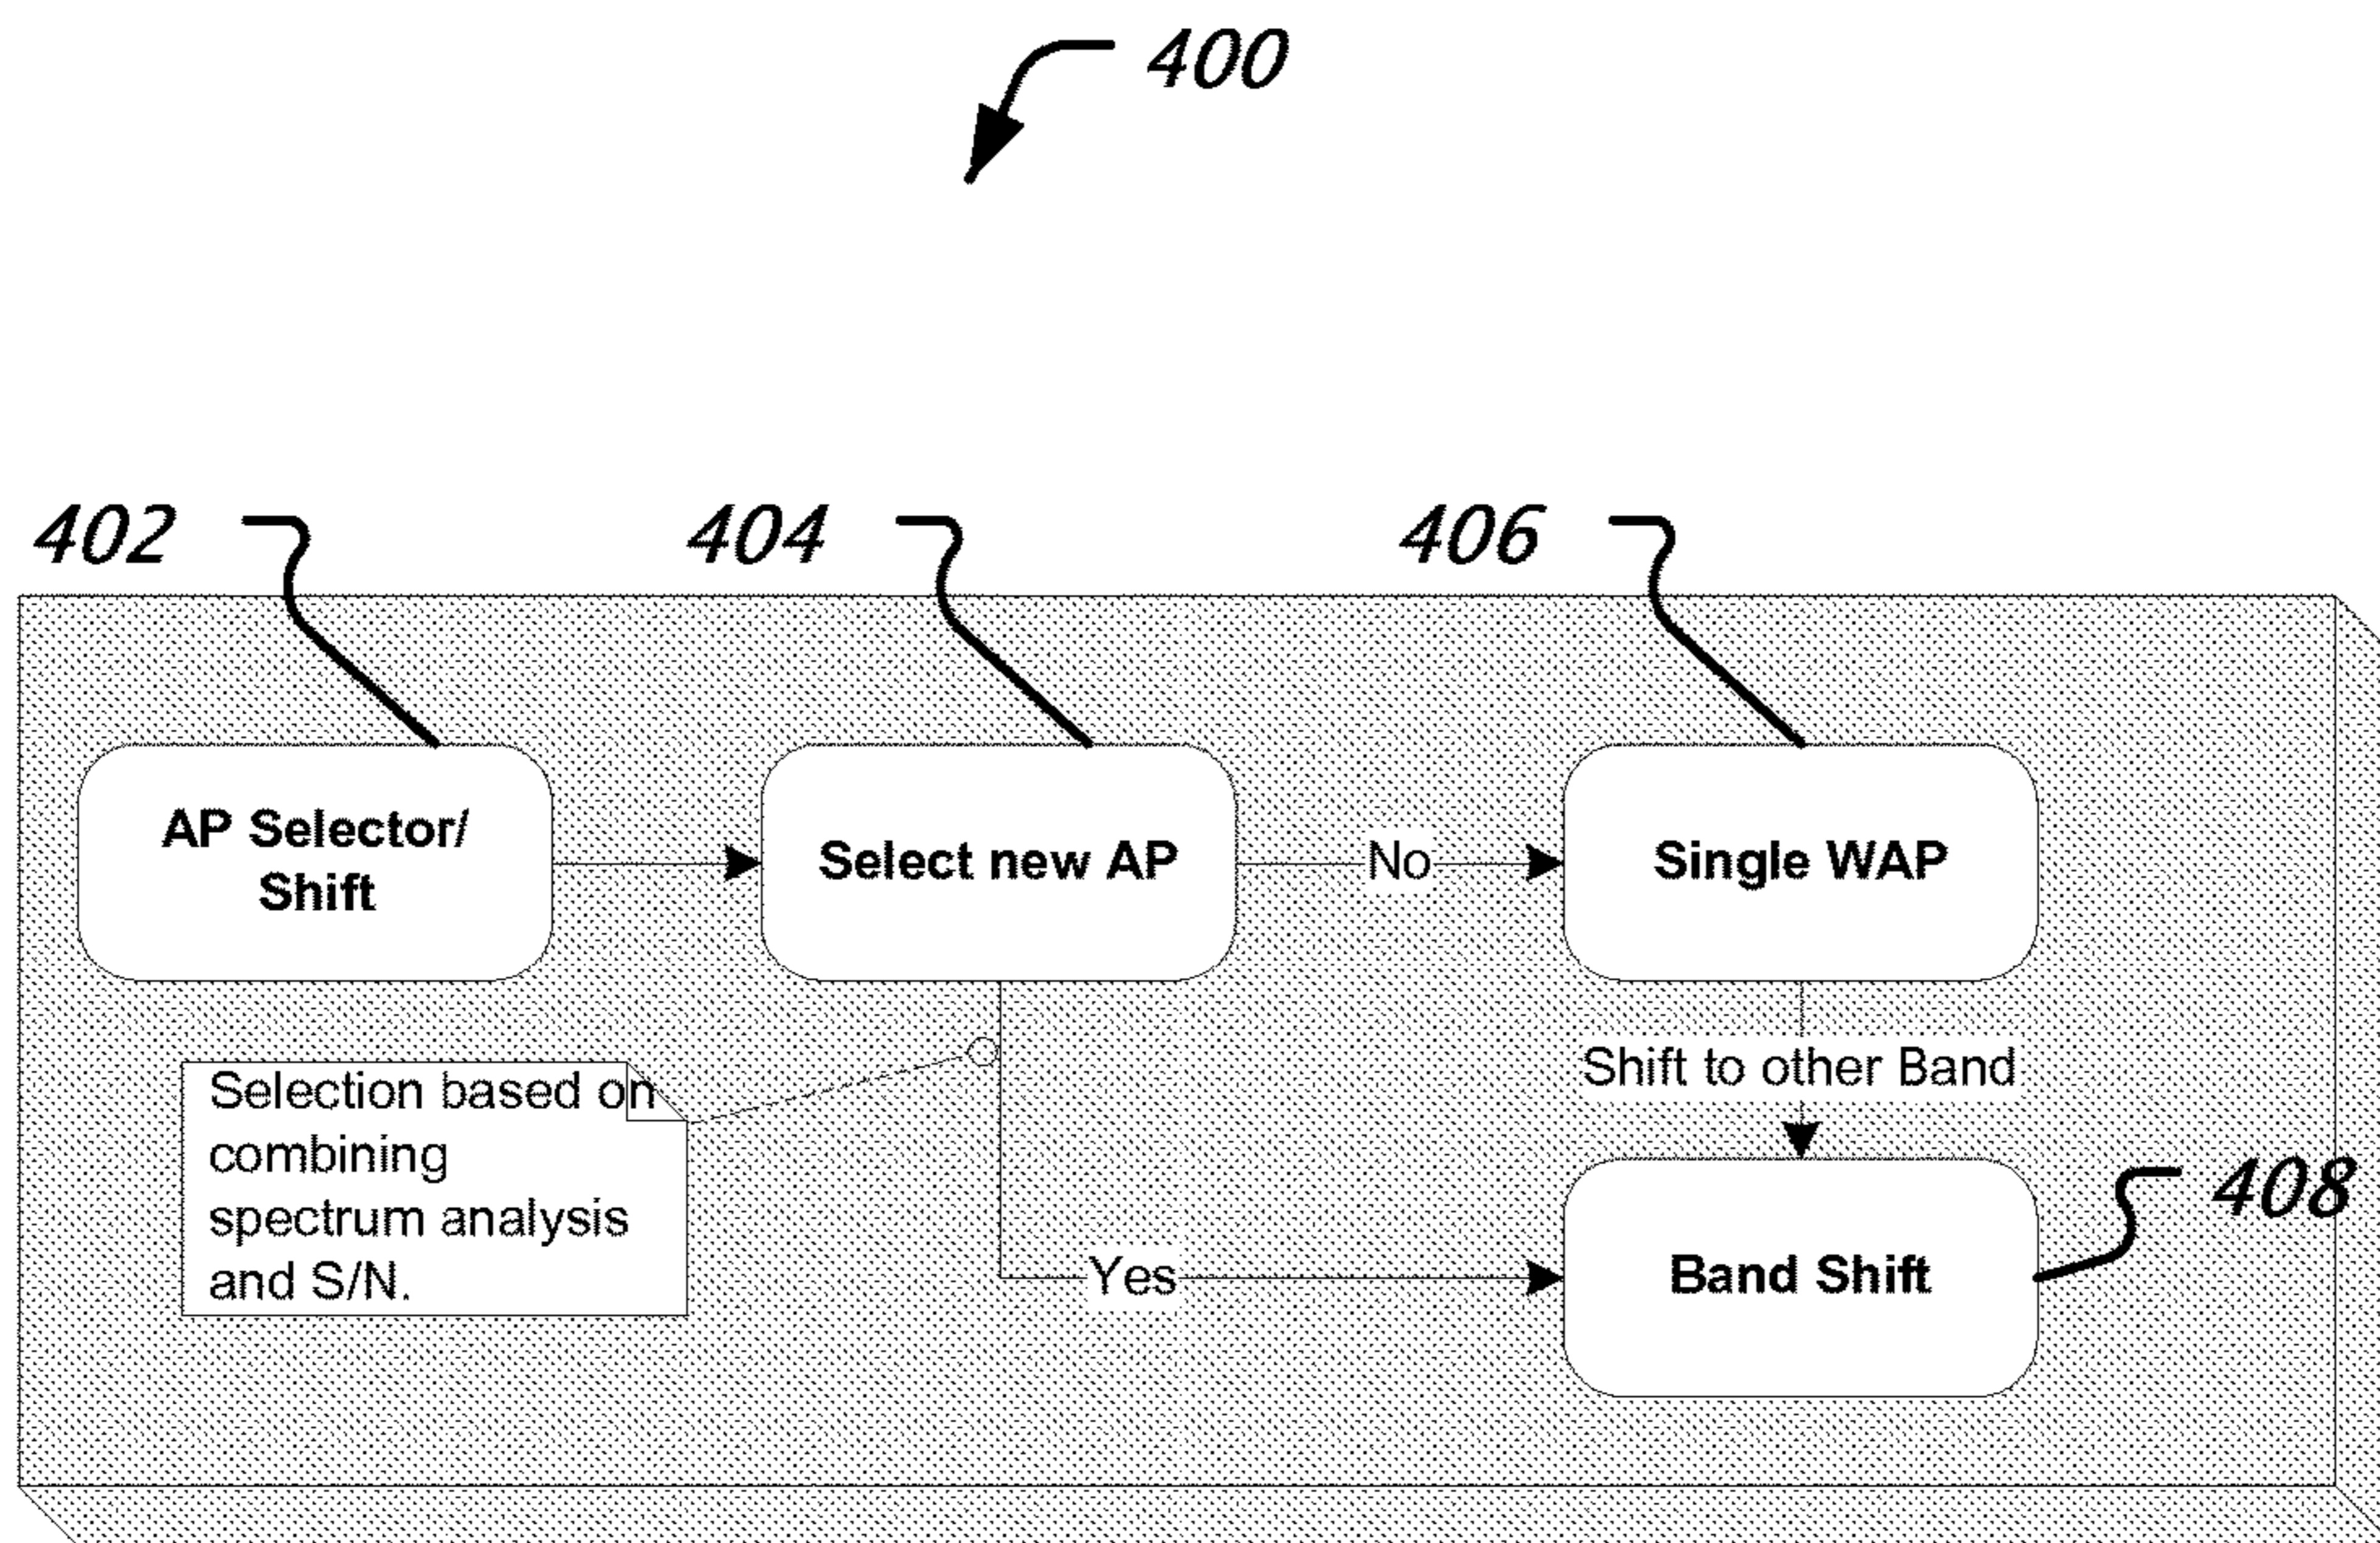 400
402
404
406
AP Selector/
Shift
Select new AP
No
Single WAP
Shift to other Band
Selection based on
combining
spectrum analysis
and S/N.
Yes
Band Shift
408